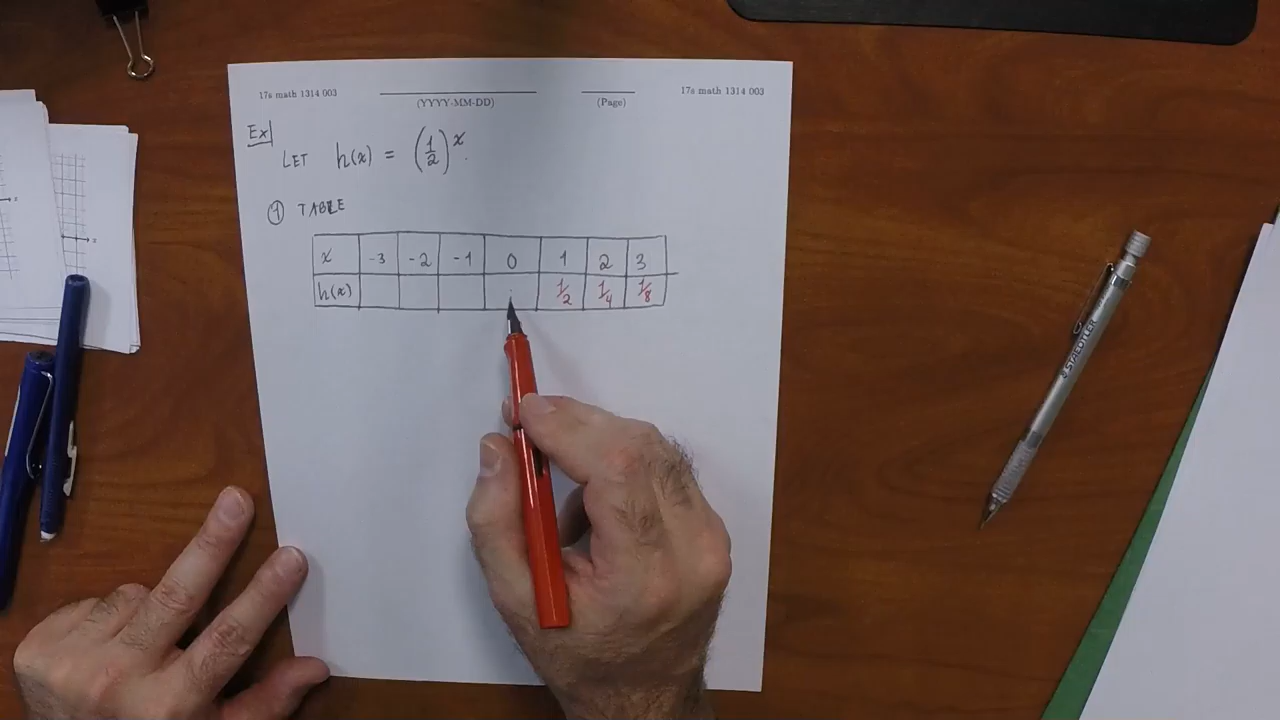 17s math 1314 003 (YYYY-MM-DD) (Page) 17s math 1314 003
Ex
LET h(x) = (1/2)^x.
① TABLE
x -3 -2 -1 0 1 2 3
h(x) 1/2 1/4 1/8
STAEDTLER
x
x